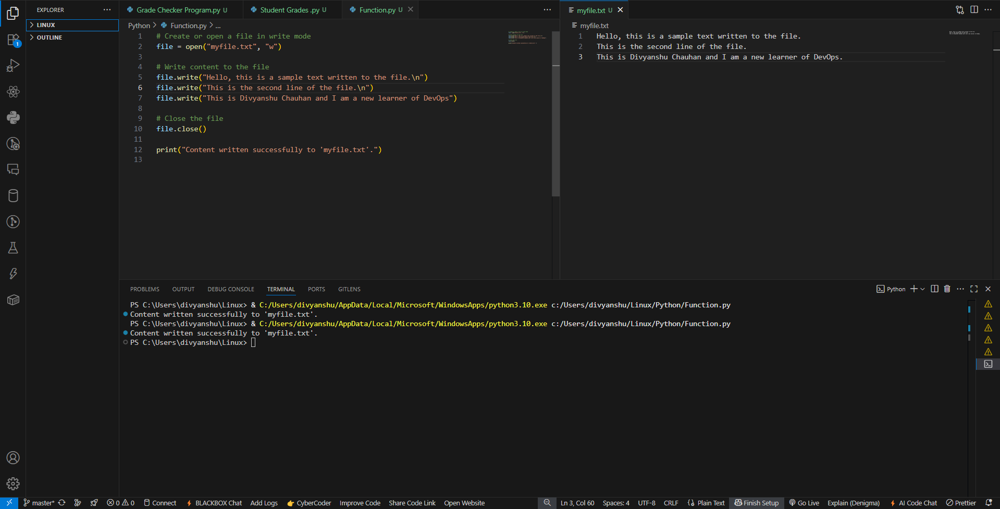 EXPLORER
LINUX
OUTLINE
1
Grade Checker Program.py U
Student Grades .py U
Function.py U
Python > Function.py > ...
1 # Create or open a file in write mode
2 file = open("myfile.txt", "w")
3
4 # Write content to the file
5 file.write("Hello, this is a sample text written to the file.\n")
6 file.write("This is the second line of the file.\n")
7 file.write("This is Divyanshu Chauhan and I am a new learner of DevOps")
8
9 # Close the file
10 file.close()
11
12 print("Content written successfully to 'myfile.txt'.")
13
myfile.txt U
myfile.txt
1 Hello, this is a sample text written to the file.
2 This is the second line of the file.
3 This is Divyanshu Chauhan and I am a new learner of DevOps.
PROBLEMS OUTPUT DEBUG CONSOLE TERMINAL PORTS GITLENS
Python
PS C:\Users\divyanshu\Linux> & C:/Users/divyanshu/AppData/Local/Microsoft/WindowsApps/python3.10.exe c:/Users/divyanshu/Linux/Python/Function.py
Content written successfully to 'myfile.txt'.
PS C:\Users\divyanshu\Linux> & C:/Users/divyanshu/AppData/Local/Microsoft/WindowsApps/python3.10.exe c:/Users/divyanshu/Linux/Python/Function.py
Content written successfully to 'myfile.txt'.
PS C:\Users\divyanshu\Linux>
master* 0 0 Connect BLACKBOX Chat Add Logs CyberCoder Improve Code Share Code Link Open Website Ln 3, Col 60 Spaces: 4 UTF-8 CRLF {} Plain Text Finish Setup Go Live Explain (Denigma) AI Code Chat Prettier